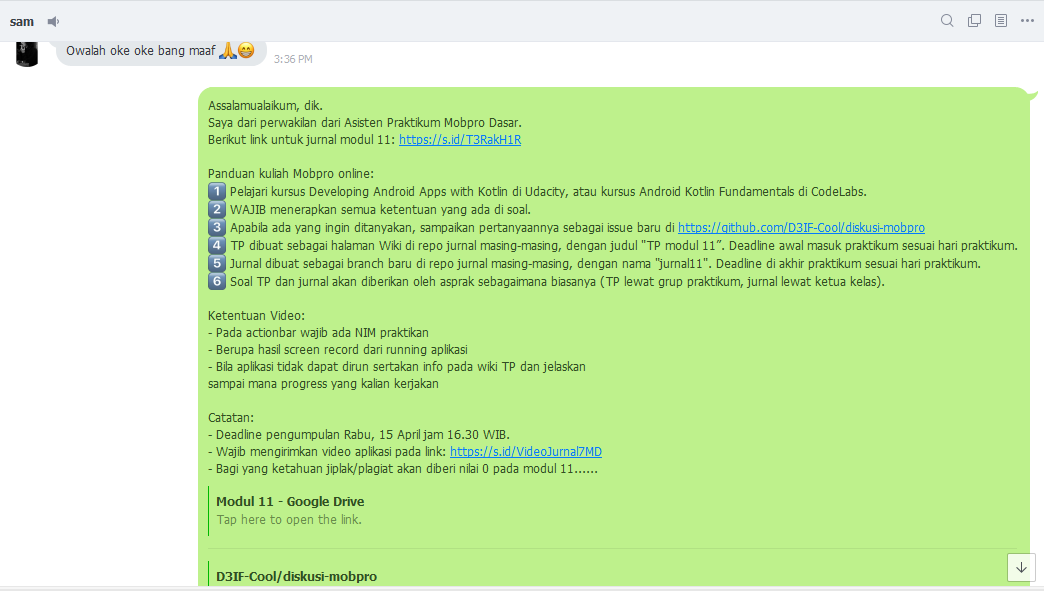 sam
Owalah oke oke bang maaf 🙏😁
3:36 PM
Assalamualaikum, dik.
Saya dari perwakilan dari Asisten Praktikum Mobpro Dasar.
Berikut link untuk jurnal modul 11: https://s.id/T3RakH1R
Panduan kuliah Mobpro online:
1️⃣ Pelajari kursus Developing Android Apps with Kotlin di Udacity, atau kursus Android Kotlin Fundamentals di CodeLabs.
2️⃣ WAJIB menerapkan semua ketentuan yang ada di soal.
3️⃣ Apabila ada yang ingin ditanyakan, sampaikan pertanyaannya sebagai issue baru di https://github.com/D3IF-Cool/diskusi-mobpro
4️⃣ TP dibuat sebagai halaman Wiki di repo jurnal masing-masing, dengan judul "TP modul 11”. Deadline awal masuk praktikum sesuai hari praktikum.
5️⃣ Jurnal dibuat sebagai branch baru di repo jurnal masing-masing, dengan nama "jurnal11". Deadline di akhir praktikum sesuai hari praktikum.
6️⃣ Soal TP dan jurnal akan diberikan oleh asprak sebagaimana biasanya (TP lewat grup praktikum, jurnal lewat ketua kelas).
Ketentuan Video:
- Pada actionbar wajib ada NIM praktikan
- Berupa hasil screen record dari running aplikasi
- Bila aplikasi tidak dapat dirun sertakan info pada wiki TP dan jelaskan
sampai mana progress yang kalian kerjakan
Catatan:
- Deadline pengumpulan Rabu, 15 April jam 16.30 WIB.
- Wajib mengirimkan video aplikasi pada link: https://s.id/VideoJurnal7MD
- Bagi yang ketahuan jiplak/plagiat akan diberi nilai 0 pada modul 11......
Modul 11 - Google Drive
Tap here to open the link.
D3IF-Cool/diskusi-mobpro